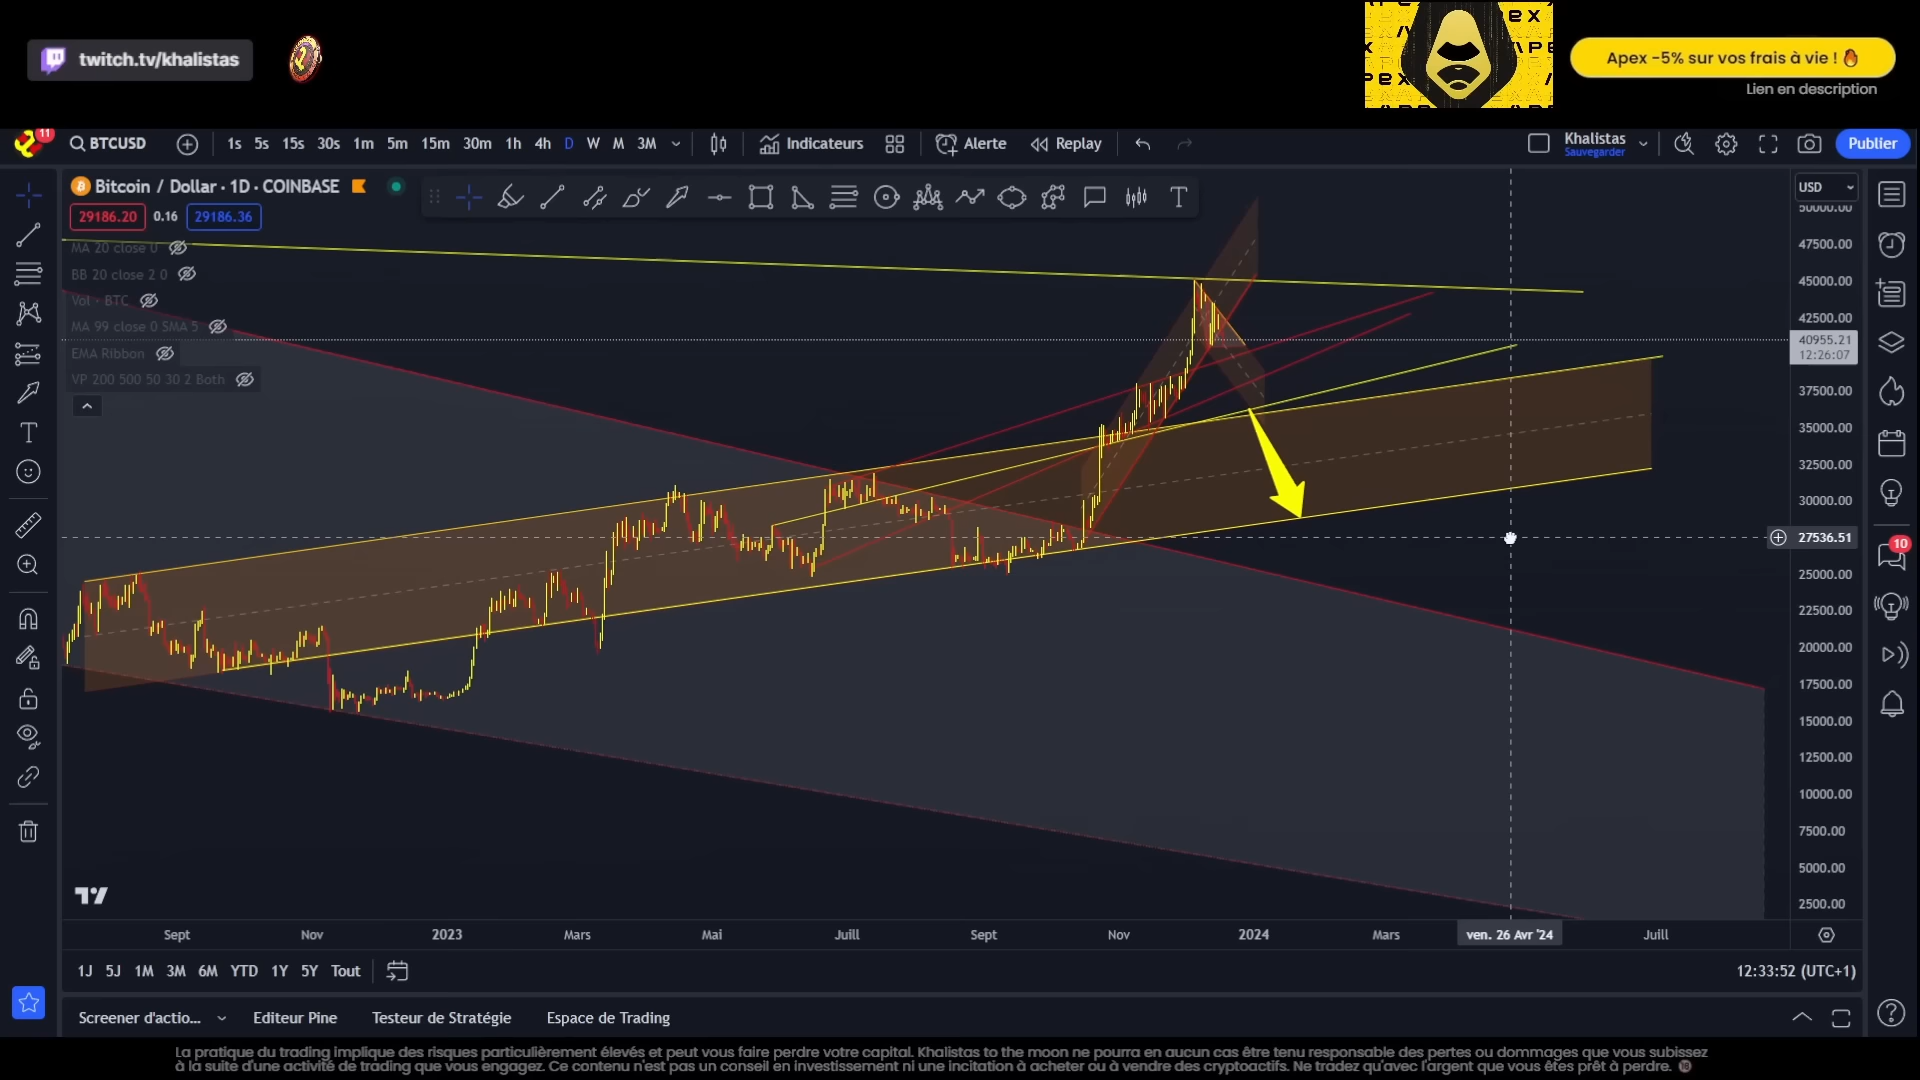 twitch.tv/khalistas
Apex -5% sur vos frais à vie !
Lien en description
11
BTCUSD
1s 5s 15s 30s 1m 5m 15m 30m 1h 4h D W M 3M
Indicateurs
Alerte
Replay
Khalistas
Sauvegarder
Publier
Bitcoin / Dollar · 1D · COINBASE
29186.20 0.16 29186.36
MA 20 close 0
BB 20 close 2 0
Vol · BTC
MA 99 close 0 SMA 5
EMA Ribbon
VP 200 500 50 30 2 Both
USD
50000.00
47500.00
45000.00
42500.00
40955.21
12:26:07
37500.00
35000.00
32500.00
30000.00
27536.51
25000.00
22500.00
20000.00
17500.00
15000.00
12500.00
10000.00
7500.00
5000.00
2500.00
10
Sept Nov 2023 Mars Mai Juill Sept Nov 2024 Mars ven. 26 Avr '24 Juill
1J 5J 1M 3M 6M YTD 1Y 5Y Tout
12:33:52 (UTC+1)
Screener d'actio... Editeur Pine Testeur de Stratégie Espace de Trading
La pratique du trading implique des risques particulièrement élevés et peut vous faire perdre votre capital. Khalistas to the moon ne pourra en aucun cas être tenu responsable des pertes ou dommages que vous subissez
à la suite d'une activité de trading que vous engagez. Ce contenu n'est pas un conseil en investissement ni une incitation à acheter ou à vendre des cryptoactifs. Ne tradez qu'avec l'argent que vous êtes prêt à perdre.